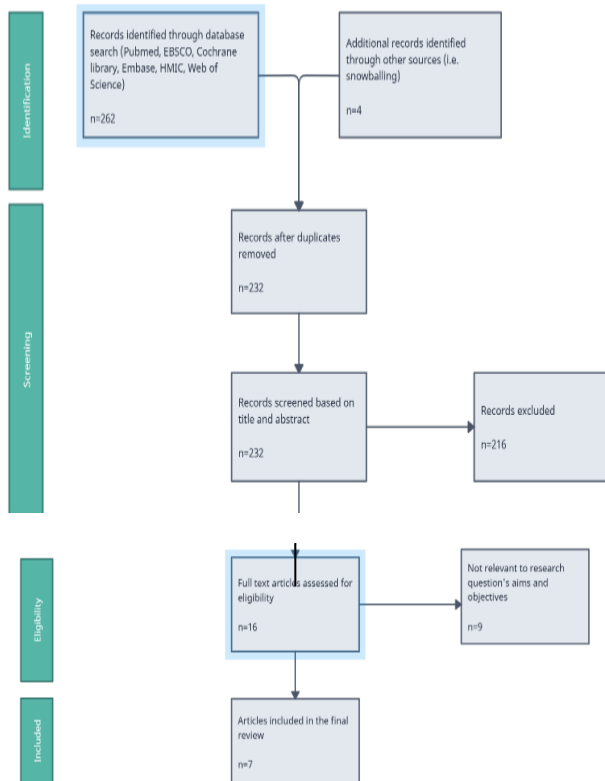 Identification
Records identified through database
search (Pubmed, EBSCO, Cochrane
library, Embase, HMIC, Web of
Science)
n=262
Additional records identified
through other sources (i.e.
snowballing)
n=4
Screening
Records after duplicates
removed
n=232
Records screened based on
title and abstract
n=232
Records excluded
n=216
Eligibility
Full text articles assessed for
eligibility
n=16
Not relevant to research
question's aims and
objectives
n=9
Included
Articles included in the final
review
n=7